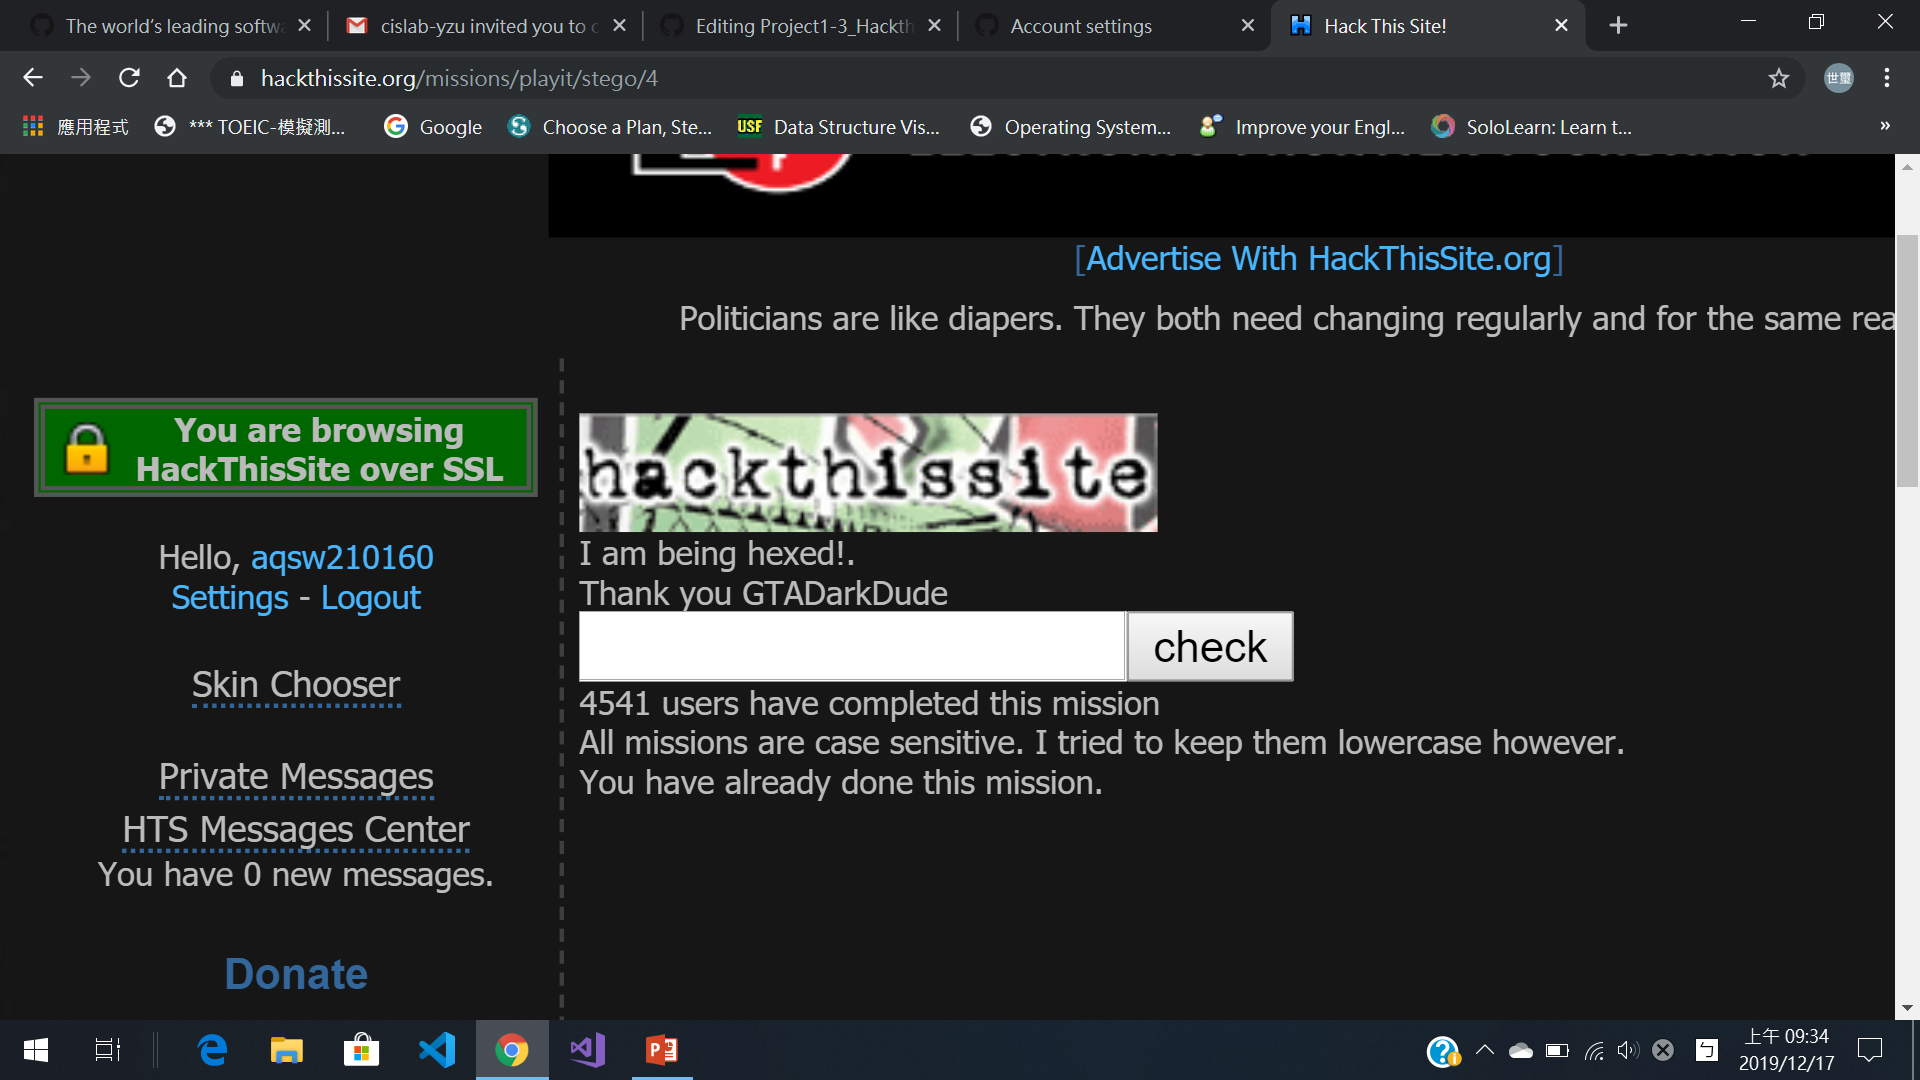 The world's leading softwa
cislab-yzu invited you to c
Editing Project1-3_Hackth
Account settings
Hack This Site!
hackthissite.org/missions/playit/stego/4
世璽
應用程式
*** TOEIC-模擬測...
Google
Choose a Plan, Ste...
USF Data Structure Vis...
Operating System...
Improve your Engl...
SoloLearn: Learn t...
»
[Advertise With HackThisSite.org]
Politicians are like diapers. They both need changing regularly and for the same rea
You are browsing
HackThisSite over SSL
Hello, aqsw210160
Settings - Logout
Skin Chooser
Private Messages
HTS Messages Center
You have 0 new messages.
Donate
hackthissite
I am being hexed!.
Thank you GTADarkDude
check
4541 users have completed this mission
All missions are case sensitive. I tried to keep them lowercase however.
You have already done this mission.
ㄅ
上午 09:34
2019/12/17